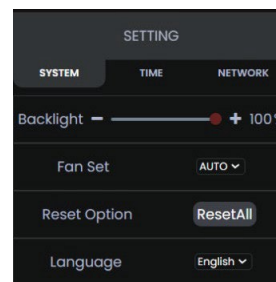 SETTING
SYSTEM TIME NETWORK
Backlight − + 100
Fan Set AUTO
Reset Option ResetAll
Language English